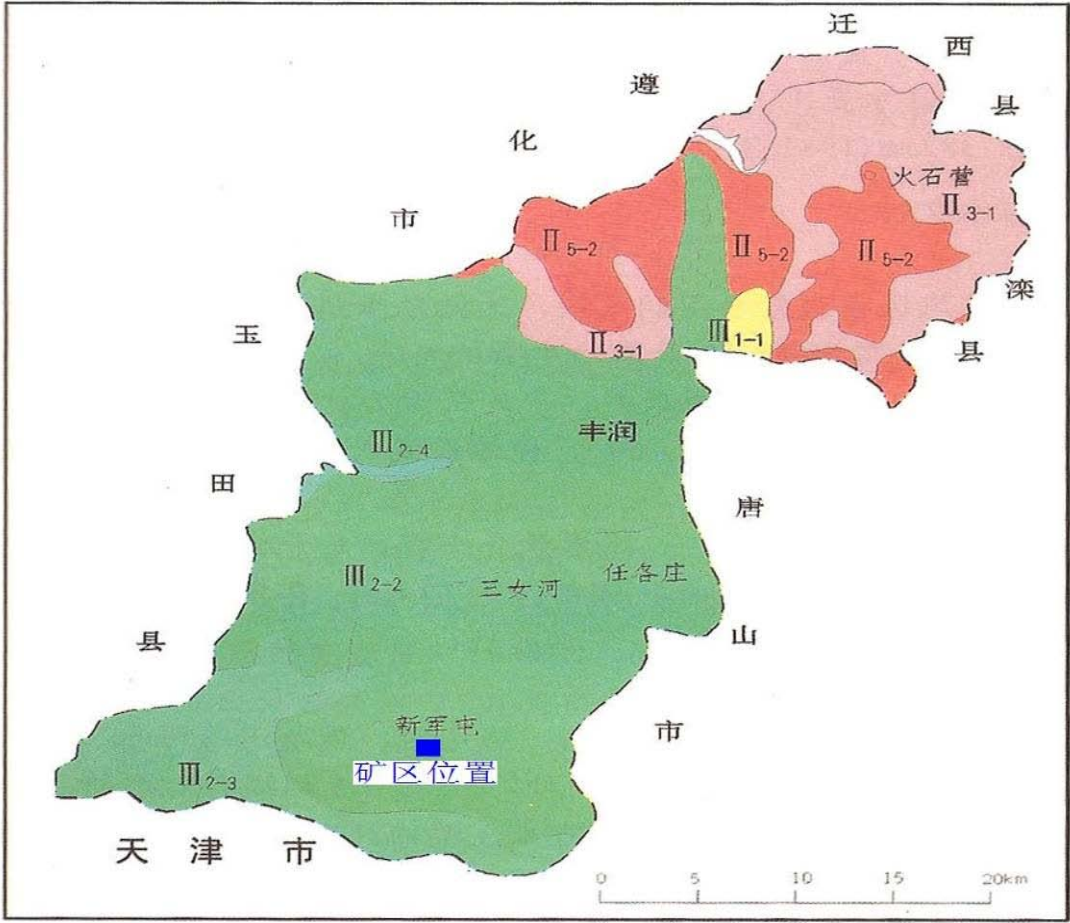 迁
西
县
遵
化
市
火石营
Ⅱ3-1
Ⅱ5-2
Ⅱ5-2
Ⅱ5-2
滦
县
玉
田
县
Ⅲ1-1
Ⅱ3-1
丰润
Ⅲ2-4
唐
山
市
Ⅲ2-2
三女河
任各庄
新军屯
矿区位置
Ⅲ2-3
天津市
0 5 10 20km